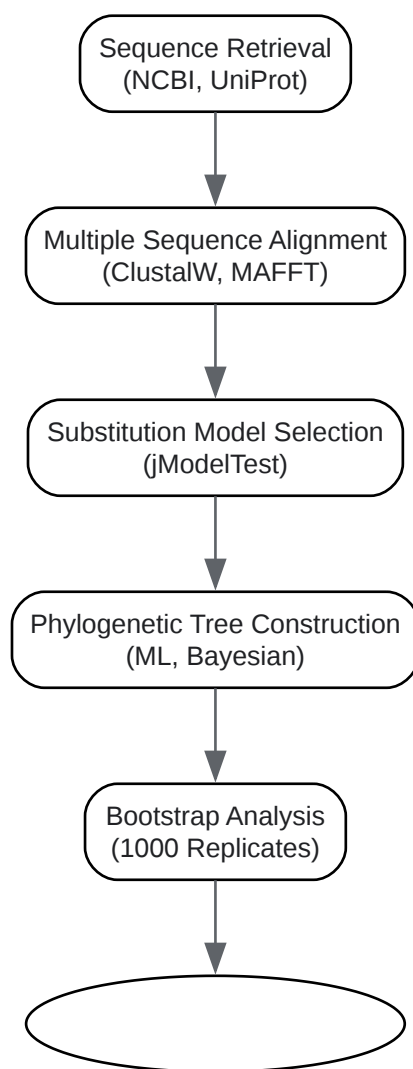 Sequence Retrieval
(NCBI, UniProt)
Multiple Sequence Alignment
(ClustalW, MAFFT)
Substitution Model Selection
(jModelTest)
Phylogenetic Tree Construction
(ML, Bayesian)
Bootstrap Analysis
(1000 Replicates)